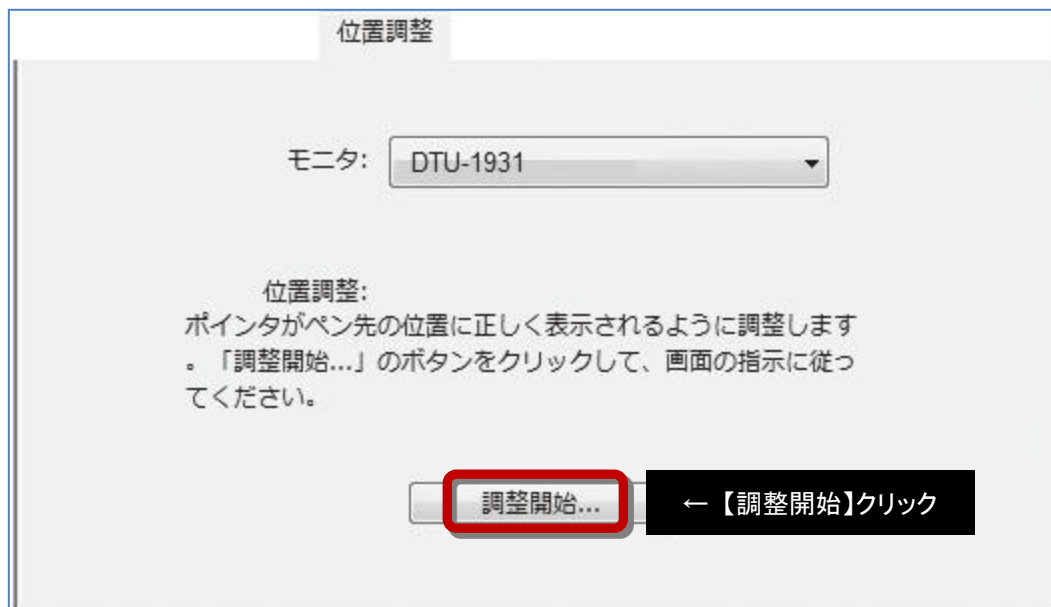 位置調整
モニタ: DTU-1931
位置調整:
ポインタがペン先の位置に正しく表示されるように調整します
。「調整開始...」のボタンをクリックして、画面の指示に従っ
てください。
調整開始... ←【調整開始】クリック